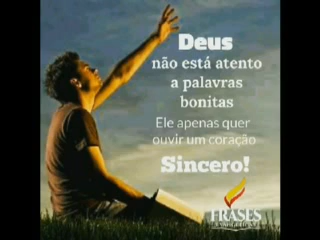 Deus
não está atento
a palavras
bonitas
Ele apenas quer
ouvir um coração
Sincero!
FRASES